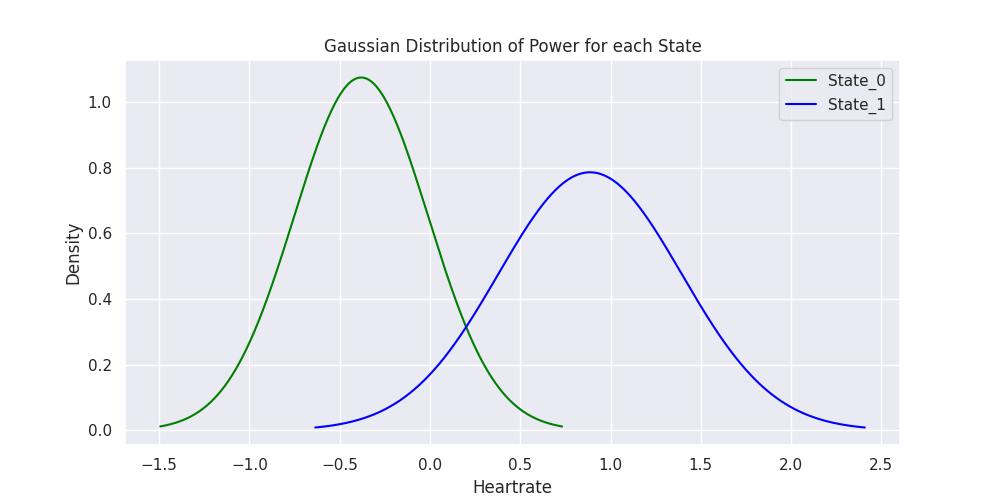 Gaussian Distribution of Power for each State
State_0
State_1
Density
1.0
0.8
0.6
0.4
0.2
0.0
−1.5 −1.0 −0.5 0.0 0.5 1.0 1.5 2.0 2.5
Heartrate